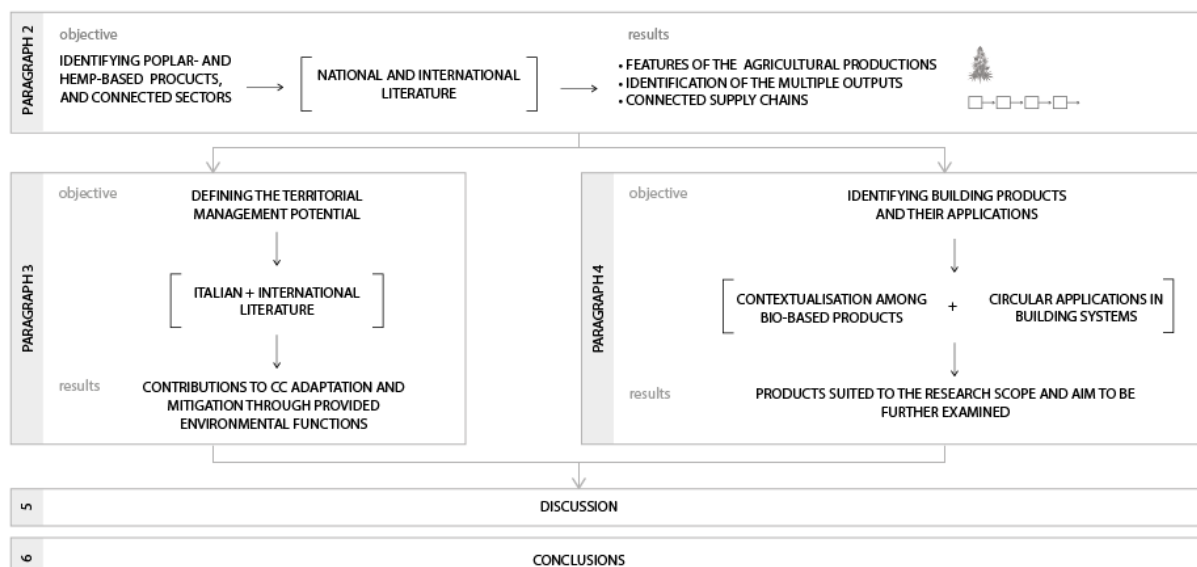 PARAGRAPH 2
objective
IDENTIFYING POPLAR- AND
HEMP-BASED PROCUCTS,
AND CONNECTED SECTORS
NATIONAL AND INTERNATIONAL
LITERATURE
results
• FEATURES OF THE AGRICULTURAL PRODUCTIONS
• IDENTIFICATION OF THE MULTIPLE OUTPUTS
• CONNECTED SUPPLY CHAINS
PARAGRAPH 3
objective
DEFINING THE TERRITORIAL
MANAGEMENT POTENTIAL
ITALIAN + INTERNATIONAL
LITERATURE
results
CONTRIBUTIONS TO CC ADAPTATION AND
MITIGATION THROUGH PROVIDED
ENVIRONMENTAL FUNCTIONS
PARAGRAPH 4
objective
IDENTIFYING BUILDING PRODUCTS
AND THEIR APPLICATIONS
CONTEXTUALISATION AMONG
BIO-BASED PRODUCTS
+
CIRCULAR APPLICATIONS IN
BUILDING SYSTEMS
results
PRODUCTS SUITED TO THE RESEARCH SCOPE AND AIM TO BE
FURTHER EXAMINED
5
DISCUSSION
6
CONCLUSIONS